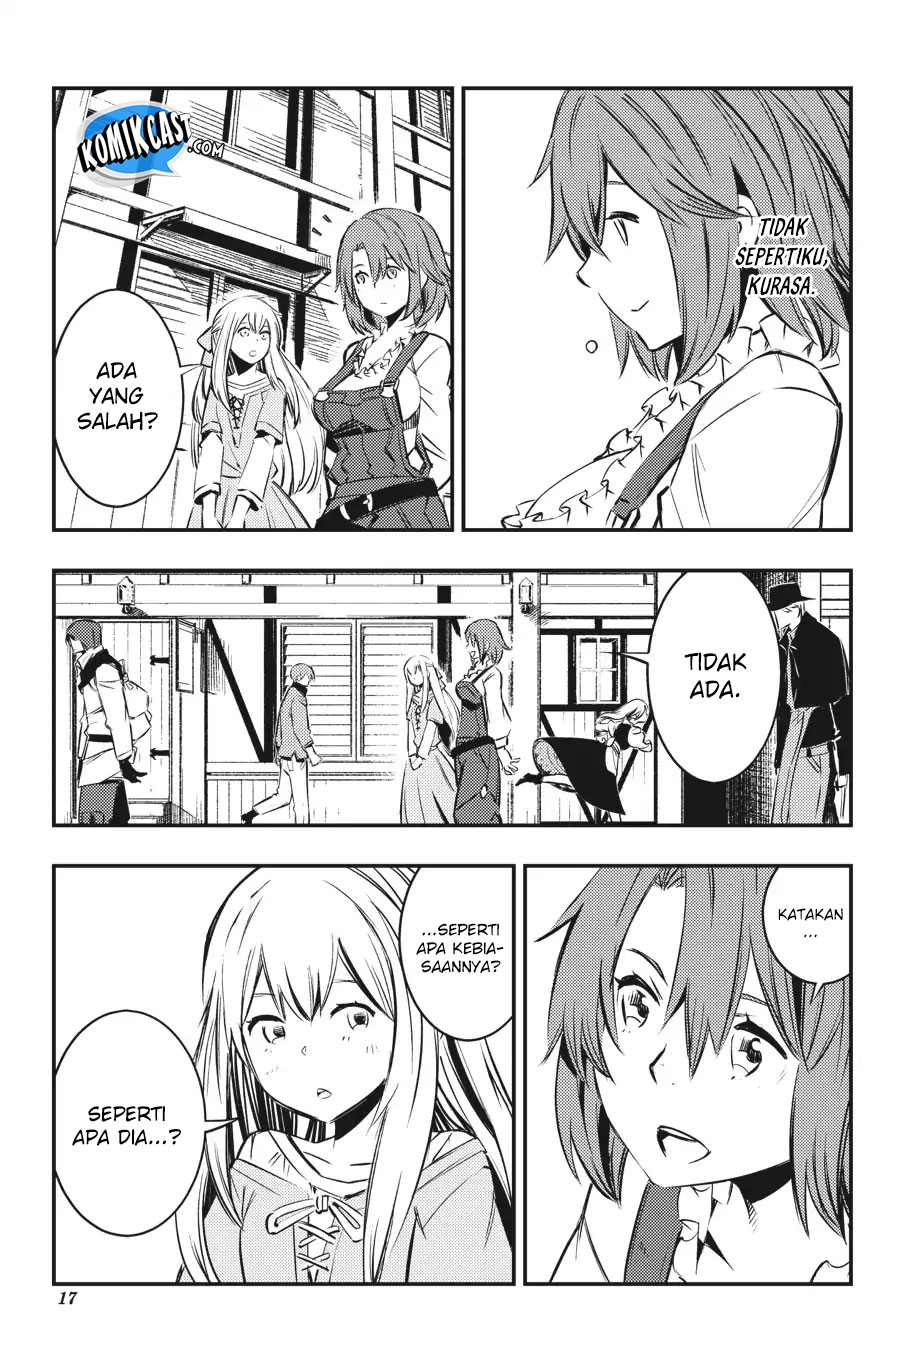 TIDAK
SEPERTIKU,
KURASA.
KOMIKCAST
.COM
ADA
YANG
SALAH?
TIDAK
ADA.
KATAKAN
...
...SEPERTI
APA KEBIA-
SAANNYA?
SEPERTI
APA DIA...?
17